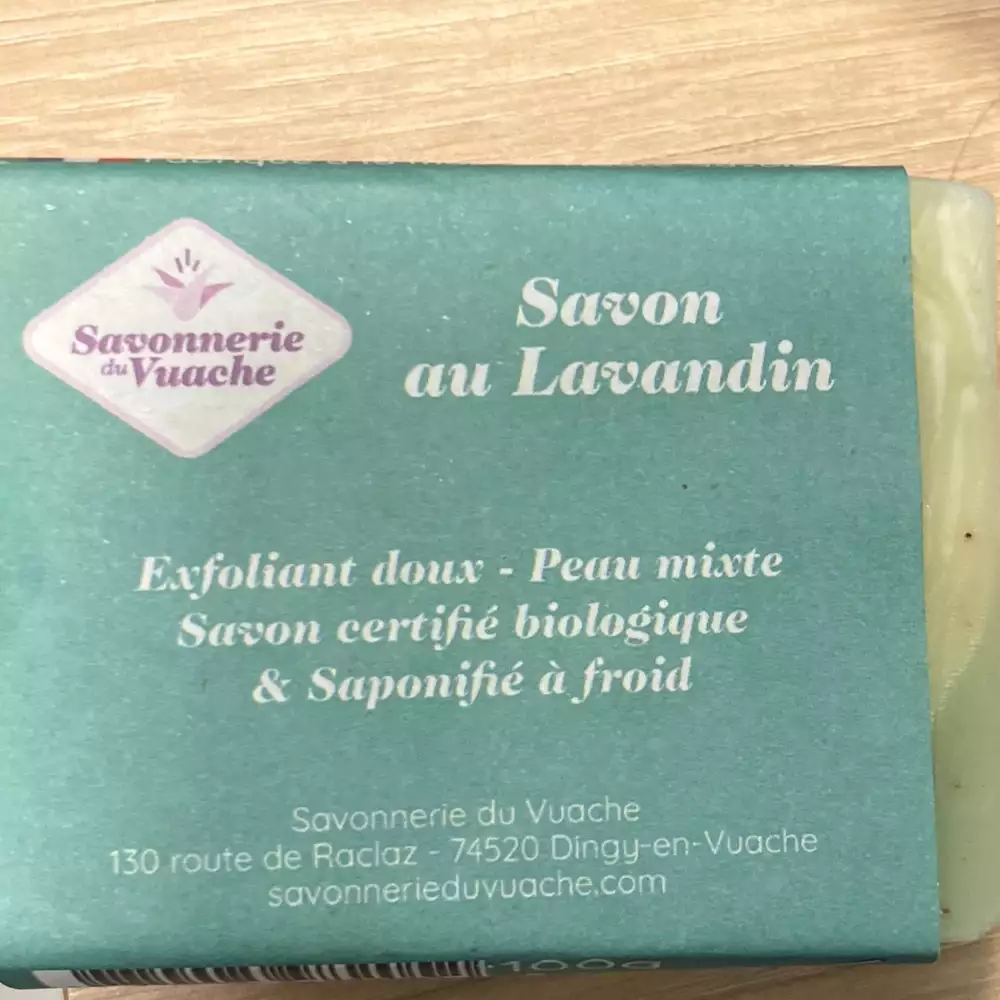 Savonnerie
du Vuache
Savon
au Lavandin
Exfoliant doux - Peau mixte
Savon certifié biologique
& Saponifié à froid
Savonnerie du Vuache
130 route de Raclaz - 74520 Dingy-en-Vuache
savonnerieduvuache.com
100g